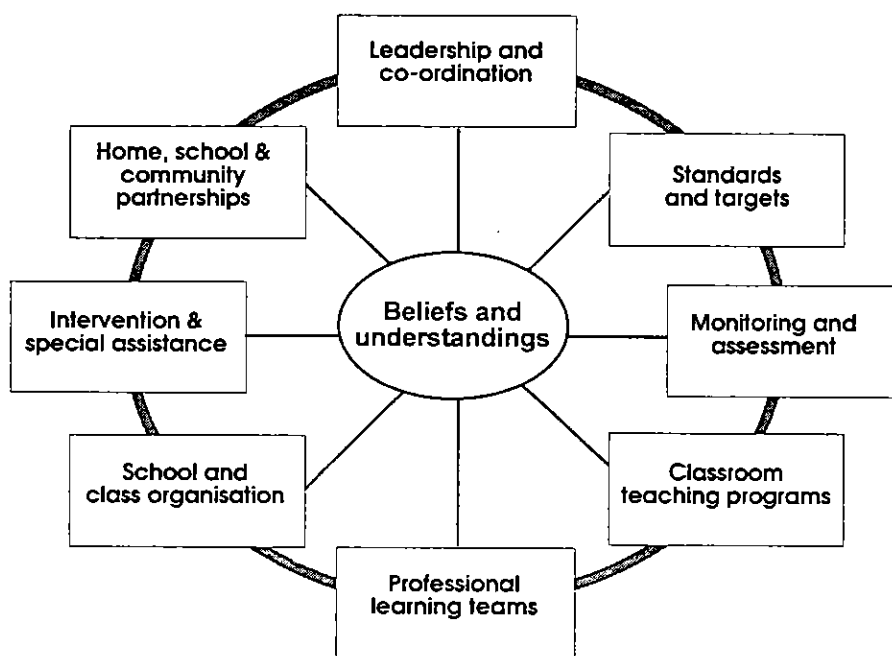 Leadership and
co-ordination
Home, school &
community
partnerships
Standards
and targets
Intervention &
special assistance
Beliefs and
understandings
Monitoring and
assessment
School and
class organisation
Classroom
teaching programs
Professional
learning teams